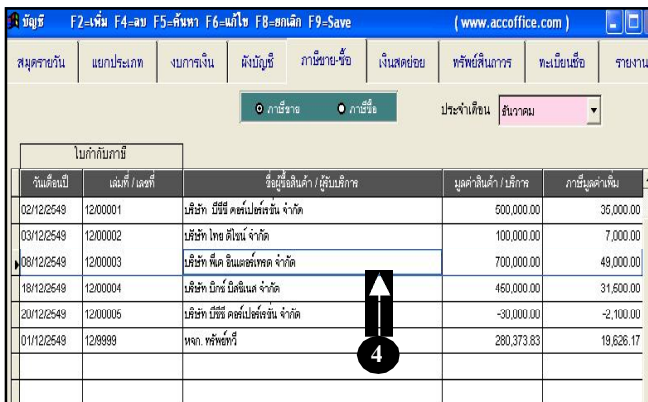 บัญชี F2=เพิ่ม F4=ลบ F5=ค้นหา F6=แก้ไข F8=ยกเลิก F9=Save ( www.accoffice.com )
สมุดรายวัน แยกประเภท งบการเงิน ผังบัญชี ภาษีขาย-ซื้อ เงินสดย่อย ทรัพย์สินถาวร ทะเบียนชื่อ รายงาน
ภาษีขาย ภาษีซื้อ ประจำเดือน ธันวาคม
ใบกำกับภาษี
วันเดือนปี เล่มที่ / เลขที่ ชื่อผู้ซื้อสินค้า / ผู้รับบริการ มูลค่าสินค้า / บริการ ภาษีมูลค่าเพิ่ม
02/12/2549 12/00001 บริษัท บีซีซี คอร์เปอร์เรชั่น จำกัด 500,000.00 35,000.00
03/12/2549 12/00002 บริษัท ไทย ดีไซน์ จำกัด 100,000.00 7,000.00
08/12/2549 12/00003 บริษัท พีเค อินเตอร์เทรด จำกัด 700,000.00 49,000.00
18/12/2549 12/00004 บริษัท บิกซ์ บิสซิเนส จำกัด 450,000.00 31,500.00
20/12/2549 12/00005 บริษัท บีซีซี คอร์เปอร์เรชั่น จำกัด -30,000.00 -2,100.00
01/12/2549 12/9999 หจก. ทรัพย์ทวี 280,373.83 19,626.17
4